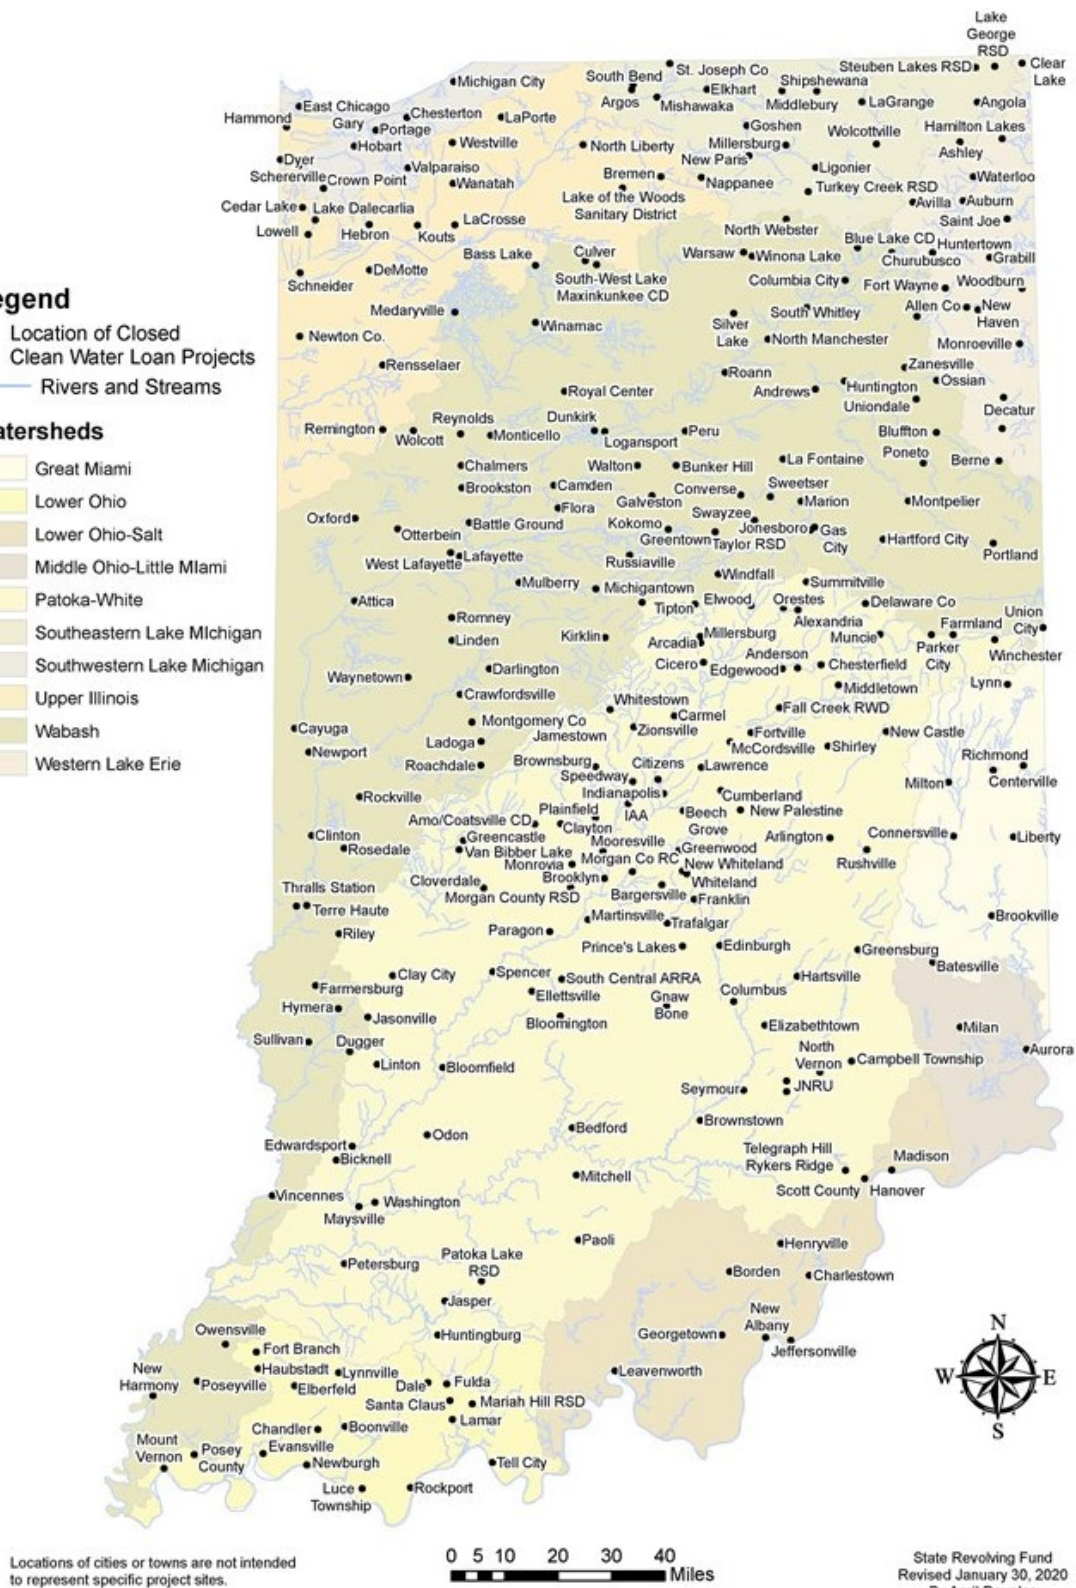 Lake
George
RSD
Clear
Lake
Steuben Lakes RSD
St. Joseph Co
South Bend
Shipshewana
Michigan City
Elkhart
Argos
Mishawaka
Middlebury
LaGrange
Angola
East Chicago
Chesterton
LaPorte
Hammond
Gary
Portage
Goshen
Wolcottville
Hamilton Lakes
Hobart
Westville
North Liberty
Millersburg
Ashley
Dyer
New Paris
Schererville
Crown Point
Valparaiso
Wanatah
Bremen
Nappanee
Ligonier
Waterloo
Lake of the Woods
Sanitary District
Turkey Creek RSD
Avilla
Auburn
Cedar Lake
Lake Dalecarlia
LaCrosse
Saint Joe
Lowell
Hebron
Kouts
North Webster
Blue Lake CD
Huntertown
Bass Lake
Culver
Warsaw
Winona Lake
Churubusco
Grabill
DeMotte
South-West Lake
Maxinkunkee CD
Columbia City
Fort Wayne
Woodburn
Schneider
Medaryville
Winamac
Silver
Lake
South Whitley
Allen Co
New
Haven
Newton Co.
North Manchester
Monroeville
Rensselaer
Roann
Zanesville
Andrews
Huntington
Ossian
Royal Center
Uniondale
Decatur
Remington
Wolcott
Reynolds
Monticello
Dunkirk
Logansport
Peru
Bluffton
Poneto
Berne
Chalmers
Walton
Bunker Hill
La Fontaine
Brookston
Camden
Galveston
Converse
Sweetser
Marion
Montpelier
Flora
Swayzee
Oxford
Otterbein
Battle Ground
Kokomo
Greentown
Jonesboro
Gas
City
Taylor RSD
Hartford City
Portland
West Lafayette
Lafayette
Russiaville
Mulberry
Michigantown
Windfall
Summitville
Attica
Tipton
Elwood
Orestes
Delaware Co
Romney
Alexandria
Farmland
Union
City
Linden
Kirklin
Arcadia
Millersburg
Muncie
Parker
City
Winchester
Darlington
Cicero
Anderson
Edgewood
Chesterfield
Waynetown
Middletown
Lynn
Crawfordsville
Whitestown
Fall Creek RWD
Cayuga
Montgomery Co
Jamestown
Carmel
Zionsville
Fortville
New Castle
Newport
Ladoga
McCordsville
Shirley
Roachdale
Brownsburg
Citizens
Lawrence
Richmond
Speedway
Centerville
Indianapolis
Milton
Rockville
Plainfield
IAA
Cumberland
Amo/Coatsville CD
Clayton
Beech
Grove
New Palestine
Clinton
Greencastle
Mooresville
Arlington
Connersville
Liberty
Rosedale
Van Bibber Lake
Morgan Co RC
Greenwood
Rushville
Monrovia
New Whiteland
Cloverdale
Brooklyn
Whiteland
Thralls Station
Morgan County RSD
Bargersville
Franklin
Terre Haute
Martinsville
Trafalgar
Brookville
Riley
Paragon
Prince's Lakes
Edinburgh
Greensburg
Batesville
Clay City
Spencer
South Central ARRA
Hartsville
Farmersburg
Ellettsville
Gnaw
Bone
Columbus
Hymera
Jasonville
Bloomington
Elizabethtown
Milan
Sullivan
Dugger
North
Vernon
Campbell Township
Aurora
Linton
Bloomfield
Seymour
JNRU
Brownstown
Odon
Bedford
Edwardsport
Bicknell
Telegraph Hill
Rykers Ridge
Madison
Mitchell
Scott County
Hanover
Vincennes
Washington
Maysville
Paoli
Henryville
Petersburg
Patoka Lake
RSD
Borden
Charlestown
Jasper
New
Albany
Owensville
Huntingburg
Georgetown
Jeffersonville
Fort Branch
New
Harmony
Haubstadt
Lynnville
Leavenworth
Poseyville
Elberfeld
Dale
Fulda
Santa Claus
Mariah Hill RSD
Chandler
Boonville
Lamar
Mount
Vernon
Posey
County
Evansville
Newburgh
Tell City
Luce
Township
Rockport
egend
Location of Closed
Clean Water Loan Projects
Rivers and Streams
atersheds
Great Miami
Lower Ohio
Lower Ohio-Salt
Middle Ohio-Little MIami
Patoka-White
Southeastern Lake MIchigan
Southwestern Lake Michigan
Upper Illinois
Wabash
Western Lake Erie
N
W
E
S
Locations of cities or towns are not intended
to represent specific project sites.
0 5 10 20 30 40
Miles
State Revolving Fund
Revised January 30, 2020